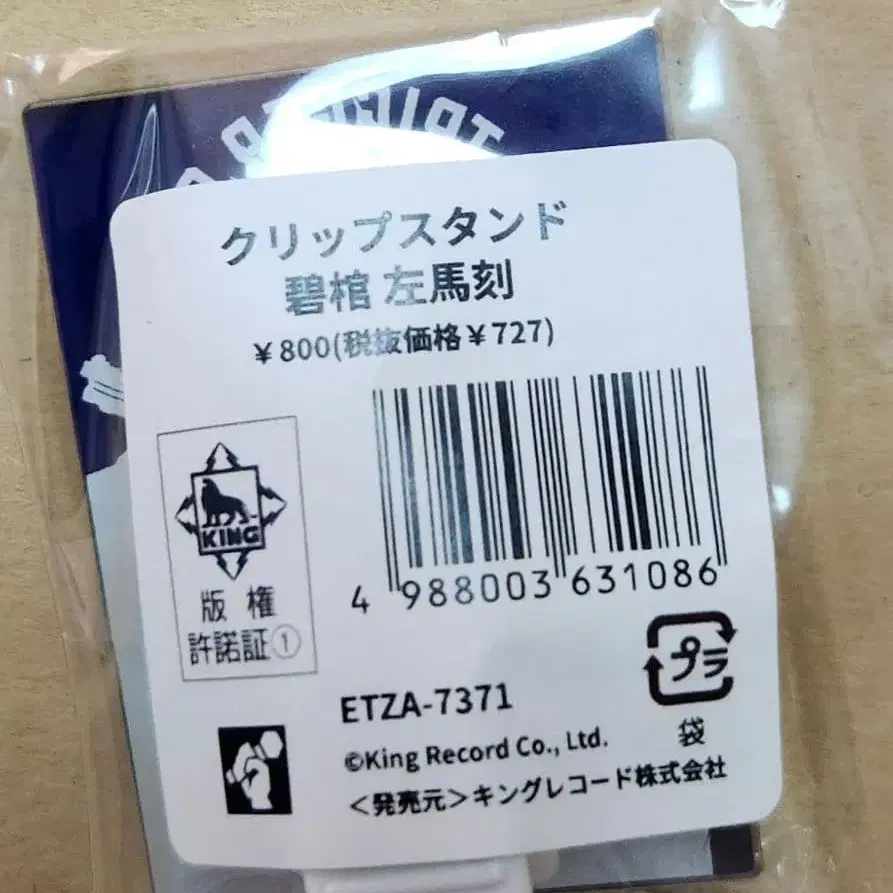 クリップスタンド
碧棺 左馬刻
¥800(税抜価格¥727)
KING
版権
許諾証①
4 988003 631086
プラ
袋
ETZA-7371
©King Record Co., Ltd.
<発売元>キングレコード株式会社